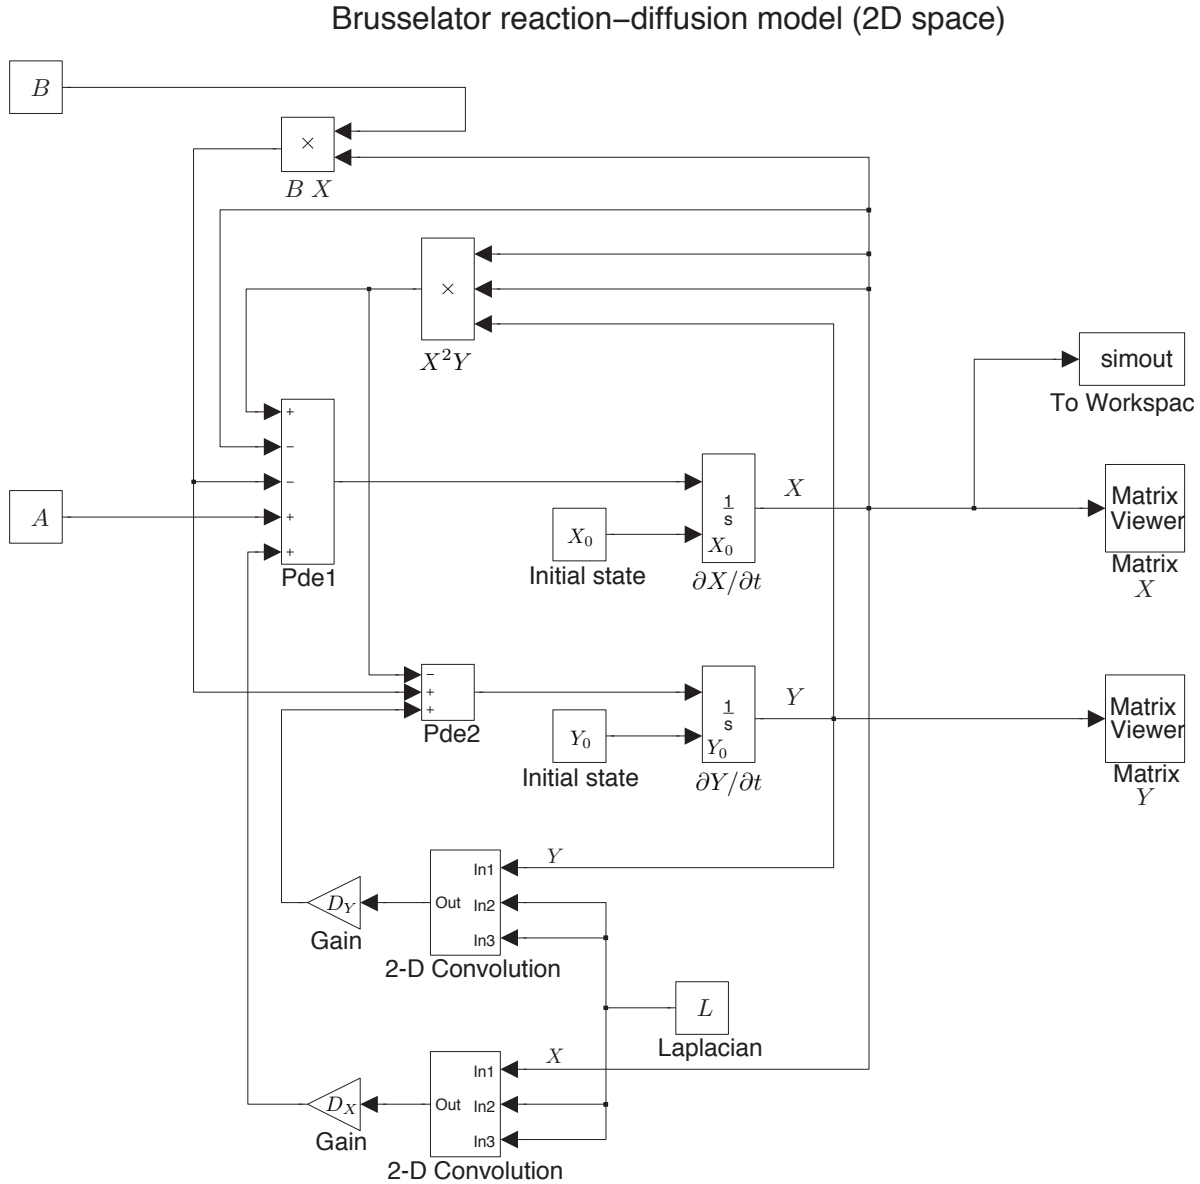 Brusselator reaction–diffusion model (2D space)
B
×
B X
×
X²Y
simout
To Workspac
+
−
−
+
+
Pde1
A
X₀
Initial state
1
s
X₀
∂X/∂t
X
Matrix
Viewer
Matrix
X
−
+
+
Pde2
Y₀
Initial state
1
s
Y₀
∂Y/∂t
Y
Matrix
Viewer
Matrix
Y
Y
In1
Out In2
In3
2-D Convolution
D_Y
Gain
L
Laplacian
X
In1
Out In2
In3
2-D Convolution
D_X
Gain